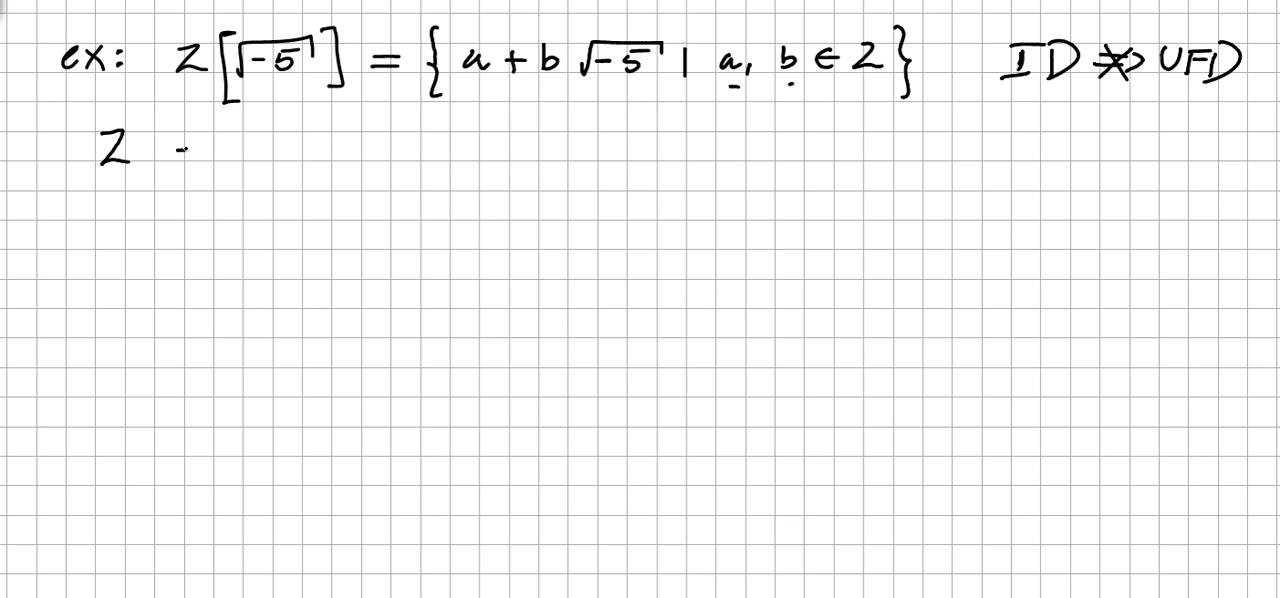 ex: Z[√-5] = { a + b √-5 | a, b ∈ Z } ID ⇏ UFD
Z -